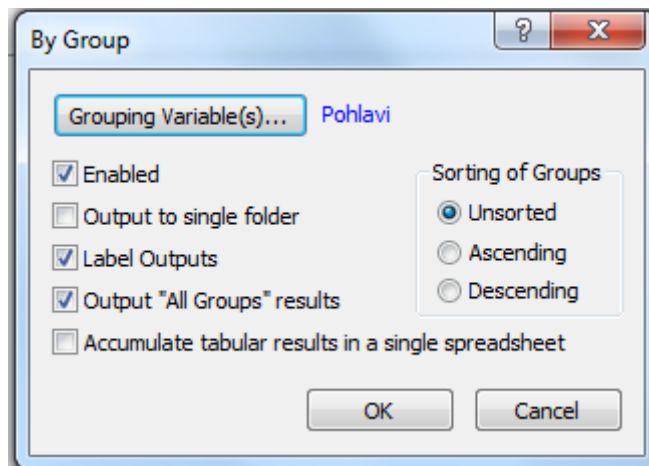 By Group
Grouping Variable(s)... Pohlavi
Enabled
Output to single folder
Label Outputs
Output "All Groups" results
Accumulate tabular results in a single spreadsheet
Sorting of Groups
Unsorted
Ascending
Descending
OK Cancel